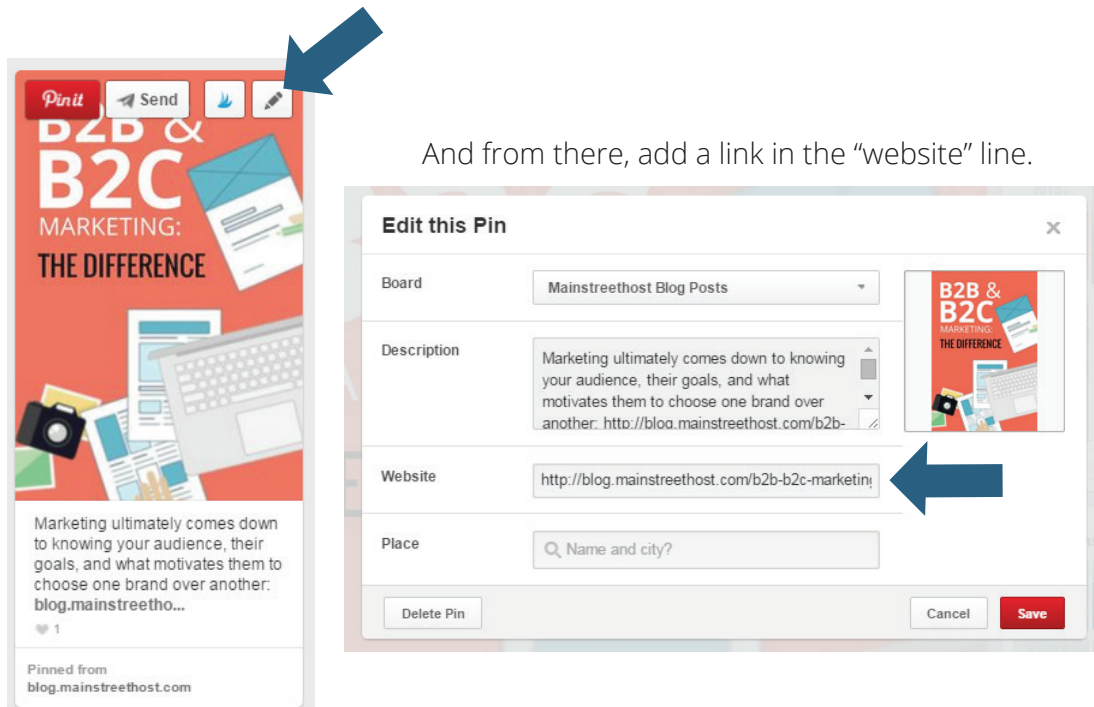 Pinit
Send
B2B &
B2C
MARKETING:
THE DIFFERENCE
Marketing ultimately comes down
to knowing your audience, their
goals, and what motivates them to
choose one brand over another:
blog.mainstreetho...
1
Pinned from
blog.mainstreethost.com
And from there, add a link in the “website” line.
Edit this Pin
×
Board
Mainstreethost Blog Posts
B2B &
B2C
MARKETING:
THE DIFFERENCE
Description
Marketing ultimately comes down to knowing
your audience, their goals, and what
motivates them to choose one brand over
another: http://blog.mainstreethost.com/b2b-
Website
http://blog.mainstreethost.com/b2b-b2c-marketing
Place
Name and city?
Delete Pin
Cancel
Save